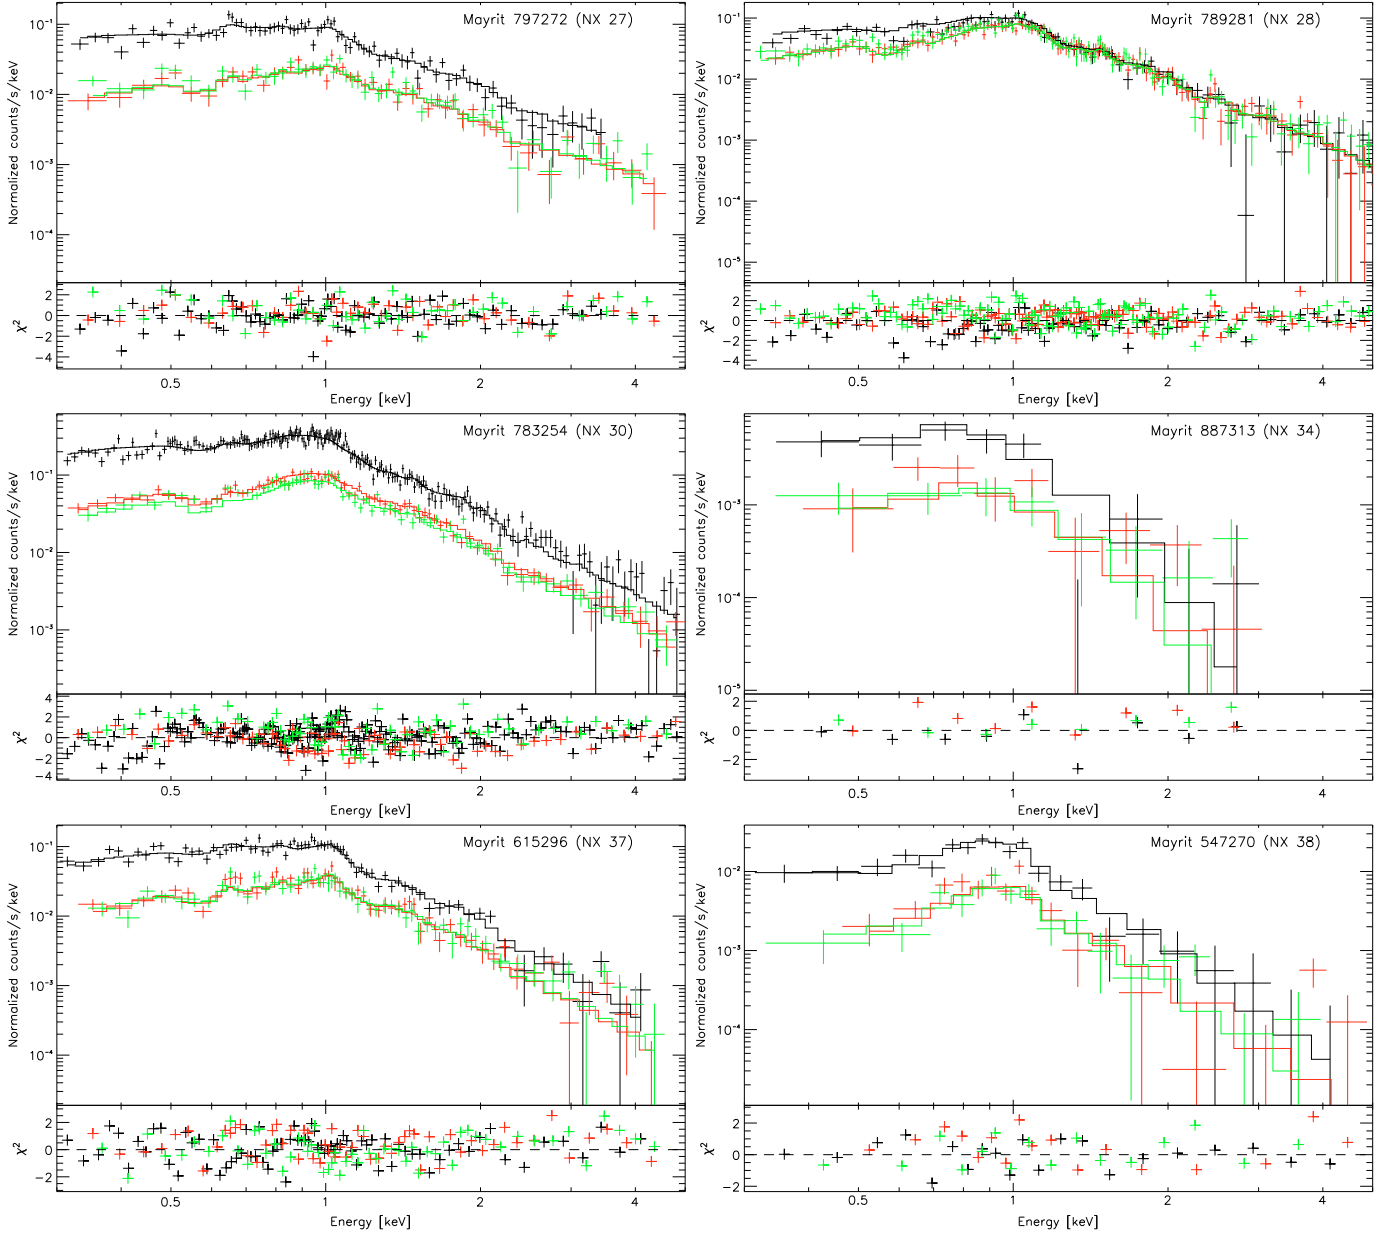 Mayrit 797272 (NX 27)
Normalized counts/s/keV
10⁻¹
10⁻²
10⁻³
10⁻⁴
χ²
2
0
−2
−4
0.5 1 2 4
Energy [keV]
Mayrit 789281 (NX 28)
Normalized counts/s/keV
10⁻¹
10⁻²
10⁻³
10⁻⁴
10⁻⁵
χ²
2
0
−2
−4
0.5 1 2 4
Energy [keV]
Mayrit 783254 (NX 30)
Normalized counts/s/keV
10⁻¹
10⁻²
10⁻³
χ²
4
2
0
−2
−4
0.5 1 2 4
Energy [keV]
Mayrit 887313 (NX 34)
Normalized counts/s/keV
10⁻³
10⁻⁴
10⁻⁵
χ²
2
0
−2
0.5 1 2 4
Energy [keV]
Mayrit 615296 (NX 37)
Normalized counts/s/keV
10⁻¹
10⁻²
10⁻³
10⁻⁴
χ²
2
0
−2
0.5 1 2 4
Energy [keV]
Mayrit 547270 (NX 38)
Normalized counts/s/keV
10⁻²
10⁻³
10⁻⁴
χ²
2
0
−2
0.5 1 2 4
Energy [keV]